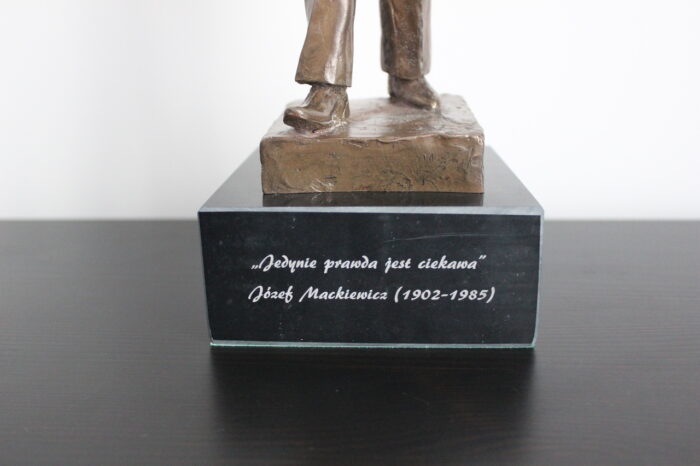 „Jedynie prawda jest ciekawa”
Józef Mackiewicz (1902-1985)